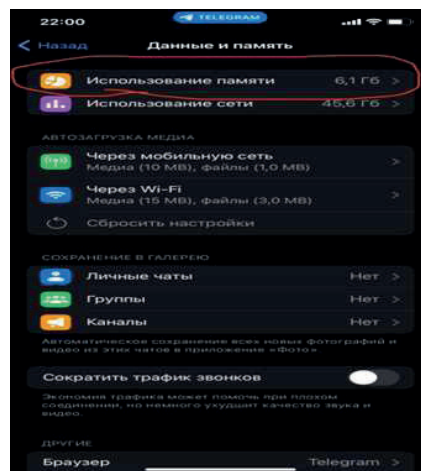 22:00
TELEGRAM
Назад
Данные и память
Использование памяти 6,1 Гб
Использование сети 45,6 Гб
АВТОЗАГРУЗКА МЕДИА
Через мобильную сеть
Медиа (10 MB), файлы (1,0 MB)
Через Wi-Fi
Медиа (15 MB), файлы (3,0 MB)
Сбросить настройки
СОХРАНЕНИЕ В ГАЛЕРЕЮ
Личные чаты Нет
Группы Нет
Каналы Нет
Автоматическое сохранение всех новых фотографий и
видео из этих чатов в приложение «Фото»
Сократить трафик звонков
Экономия трафика может помочь при плохом
соединении, но немного ухудшит качество звука и
видео.
ДРУГИЕ
Браузер Telegram